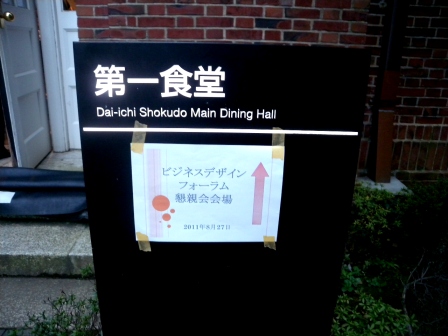 第一食堂
Dai-ichi Shokudo Main Dining Hall
ビジネスデザイン
フォーラム
懇親会会場
2011年8月27日